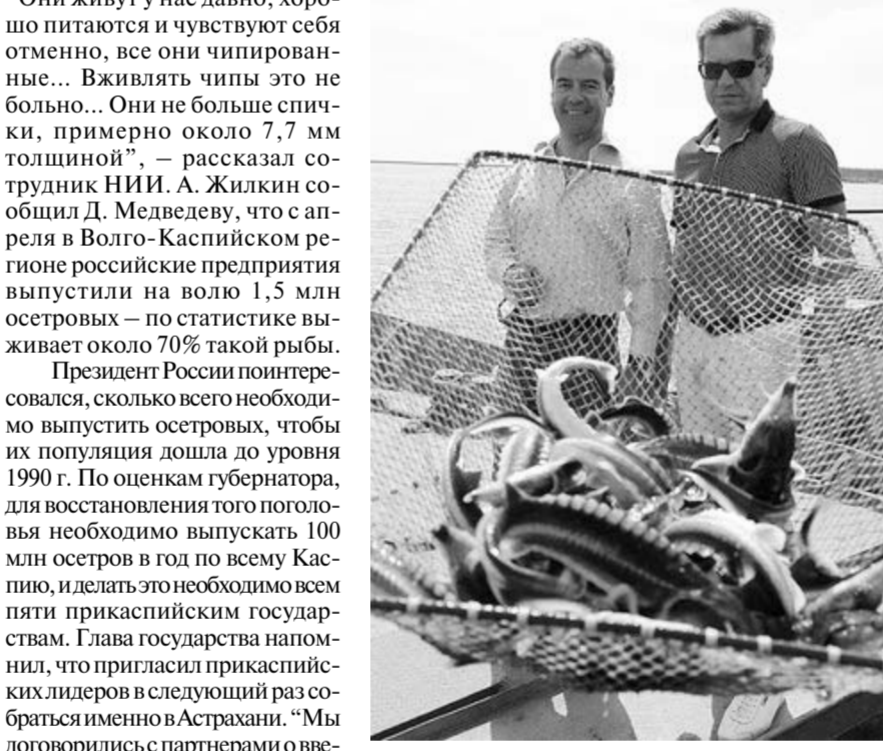 "Они живут у нас давно, хоро-
шо питаются и чувствуют себя
отменно, все они чипирован-
ные... Вживлять чипы это не
больно... Они не больше спич-
ки, примерно около 7,7 мм
толщиной", – рассказал со-
трудник НИИ. А. Жилкин со-
общил Д. Медведеву, что с ап-
реля в Волго-Каспийском ре-
гионе российские предприятия
выпустили на волю 1,5 млн
осетровых – по статистике вы-
живает около 70% такой рыбы.
Президент России поинтере-
совался, сколько всего необходи-
мо выпустить осетровых, чтобы
их популяция дошла до уровня
1990 г. По оценкам губернатора,
для восстановления того поголо-
вья необходимо выпускать 100
млн осетров в год по всему Кас-
пию, и делать это необходимо всем
пяти прикаспийским государ-
ствам. Глава государства напом-
нил, что пригласил прикаспийс-
ких лидеров в следующий раз со-
браться именно в Астрахани. "Мы
договорились с партнерами о вве-